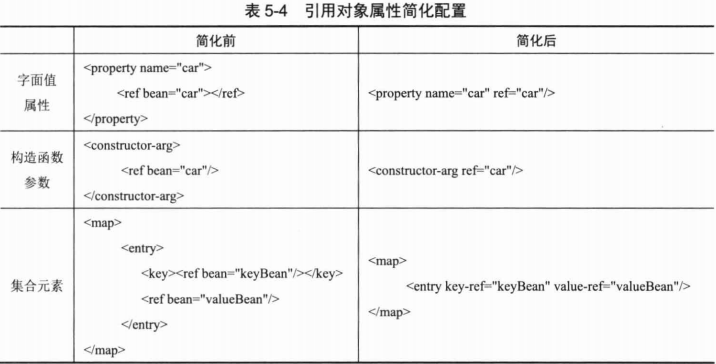 表 5-4 引用对象属性简化配置
简化前 简化后
字面值
属性
<property name="car">
<ref bean="car"></ref>
</property>
<property name="car" ref="car"/>
构造函数
参数
<constructor-arg>
<ref bean="car"/>
</constructor-arg>
<constructor-arg ref="car"/>
集合元素
<map>
<entry>
<key><ref bean="keyBean"/></key>
<ref bean="valueBean"/>
</entry>
</map>
<map>
<entry key-ref="keyBean" value-ref="valueBean"/>
</map>